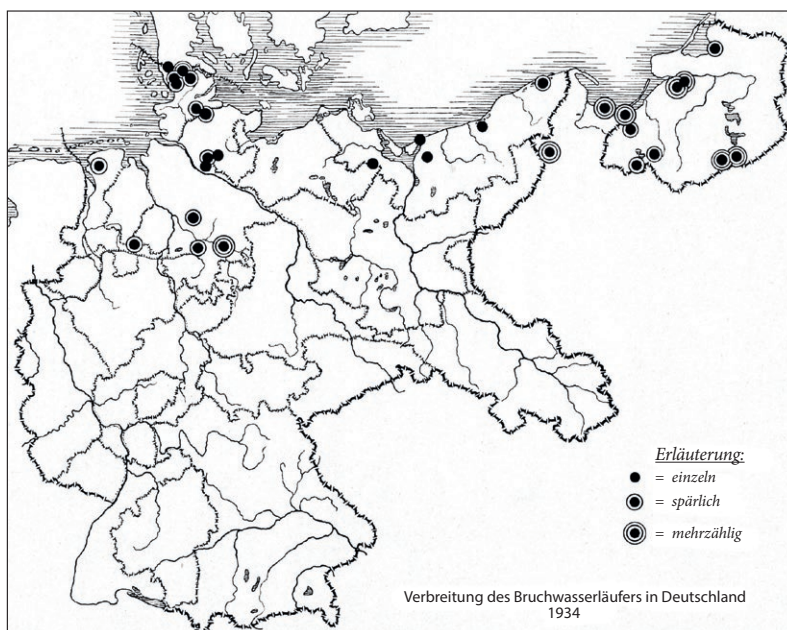 Erläuterung:
= einzeln
= spärlich
= mehrzählig
Verbreitung des Bruchwasserläufers in Deutschland
1934